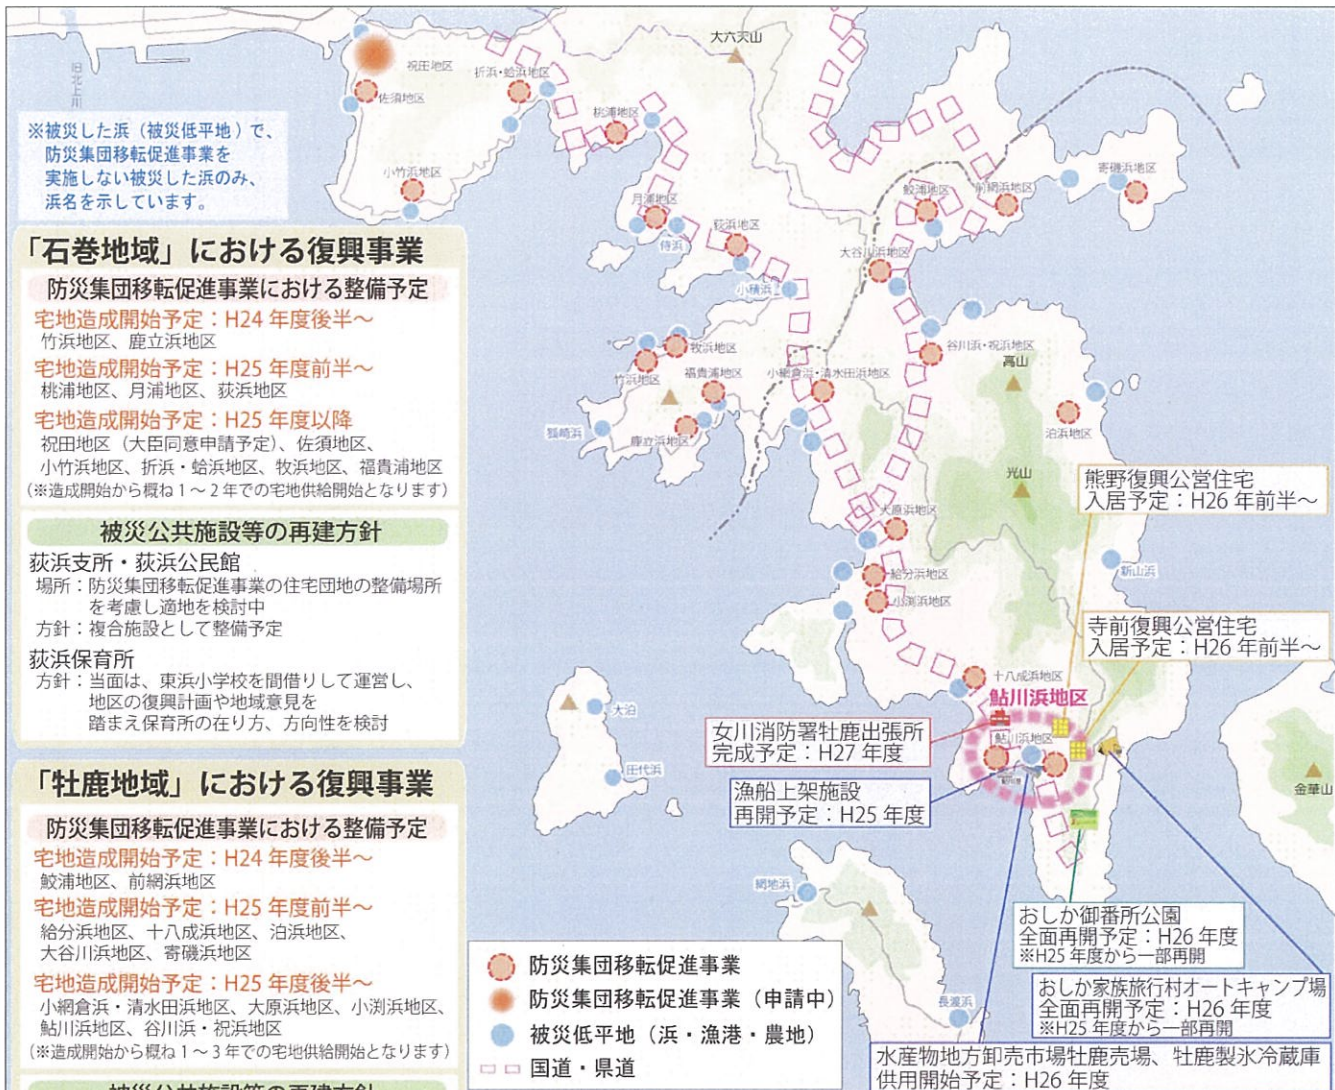 ※被災した浜（被災低平地）で、
防災集団移転促進事業を
実施しない被災した浜のみ、
浜名を示しています。
「石巻地域」における復興事業
防災集団移転促進事業における整備予定
宅地造成開始予定：H24年度後半～
竹浜地区、鹿立浜地区
宅地造成開始予定：H25年度前半～
桃浦地区、月浦地区、荻浜地区
宅地造成開始予定：H25年度以降
祝田地区（大臣同意申請予定）、佐須地区、
小竹浜地区、折浜・蛤浜地区、牧浜地区、福貴浦地区
（※造成開始から概ね1～2年での宅地供給開始となります）
被災公共施設等の再建方針
荻浜支所・荻浜公民館
場所：防災集団移転促進事業の住宅団地の整備場所
を考慮し適地を検討中
方針：複合施設として整備予定
荻浜保育所
方針：当面は、東浜小学校を間借りして運営し、
地区の復興計画や地域意見を
踏まえ保育所の在り方、方向性を検討
「牡鹿地域」における復興事業
防災集団移転促進事業における整備予定
宅地造成開始予定：H24年度後半～
鮫浦地区、前網浜地区
宅地造成開始予定：H25年度前半～
給分浜地区、十八成浜地区、泊浜地区、
大谷川浜地区、寄磯浜地区
宅地造成開始予定：H25年度後半～
小網倉浜・清水田浜地区、大原浜地区、小渕浜地区、
鮎川浜地区、谷川浜・祝浜地区
（※造成開始から概ね1～3年での宅地供給開始となります）
被災公共施設等の再建方針
旧北上川
祝田地区
佐須地区
折浜・蛤浜地区
小竹浜地区
桃浦地区
大六天山
月浦地区
侍浜
荻浜地区
小積浜
鮫浦地区
前網浜地区
寄磯浜地区
大谷川浜地区
谷川浜・祝浜地区
牧浜地区
竹浜地区
福貴浦地区
小網倉浜・清水田浜地区
鹿立浜地区
狐崎浜
高山
泊浜地区
光山
大原浜地区
給分浜地区
小渕浜地区
新山浜
十八成浜地区
鮎川浜地区
鮎川浜地区
大泊
田代浜
網地浜
長渡浜
金華山
熊野復興公営住宅
入居予定：H26年前半～
寺前復興公営住宅
入居予定：H26年前半～
女川消防署牡鹿出張所
完成予定：H27年度
漁船上架施設
再開予定：H25年度
おしか御番所公園
全面再開予定：H26年度
※H25年度から一部再開
おしか家族旅行村オートキャンプ場
全面再開予定：H26年度
※H25年度から一部再開
水産物地方卸売市場牡鹿売場、牡鹿製氷冷蔵庫
供用開始予定：H26年度
防災集団移転促進事業
防災集団移転促進事業（申請中）
被災低平地（浜・漁港・農地）
国道・県道